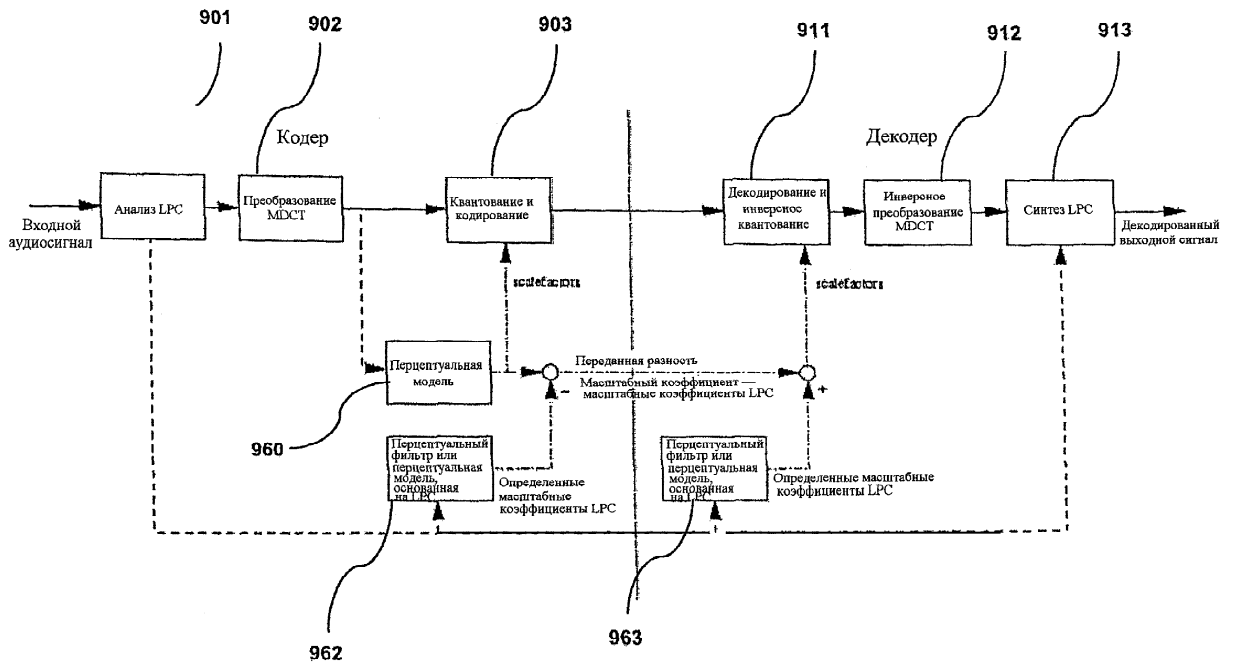 901
902
903
911
912
913
Кодер
Декодер
Входной
аудиосигнал
Анализ LPC
Преобразование
MDCT
Квантование и
кодирование
Декодирование и
инверсное
квантование
Инверсное
преобразование
MDCT
Синтез LPC
Декодированный
выходной сигнал
scalefactors
scalefactors
Перцептуальная
модель
Переданная разность
Масштабный коэффициент —
масштабные коэффициенты LPC
-
+
960
Перцептуальный
фильтр или
перцептуальная
модель,
основанная
на LPC
Определенные
масштабные
коэффициенты LPC
Перцептуальный
фильтр или
перцептуальная
модель,
основанная
на LPC
Определенные масштабные
коэффициенты LPC
962
963